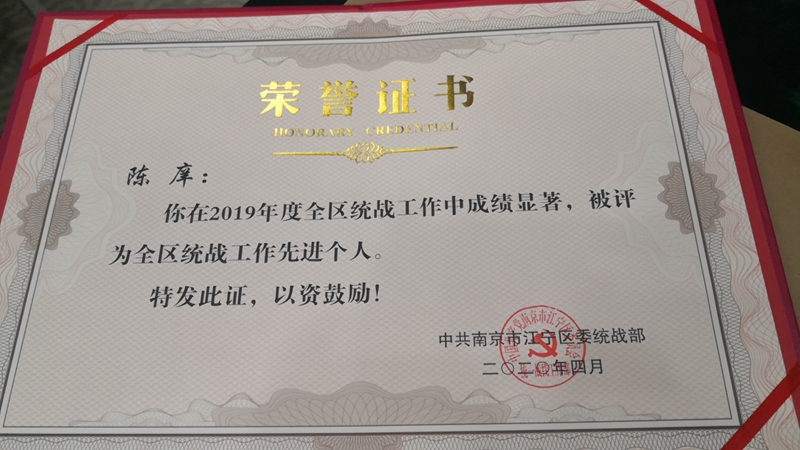 荣誉证书
HONORARY CREDENTIAL
陈庠：
你在2019年度全区统战工作中成绩显著，被评
为全区统战工作先进个人。
特发此证，以资鼓励！
中共南京市江宁区委统战部
二〇二〇年四月